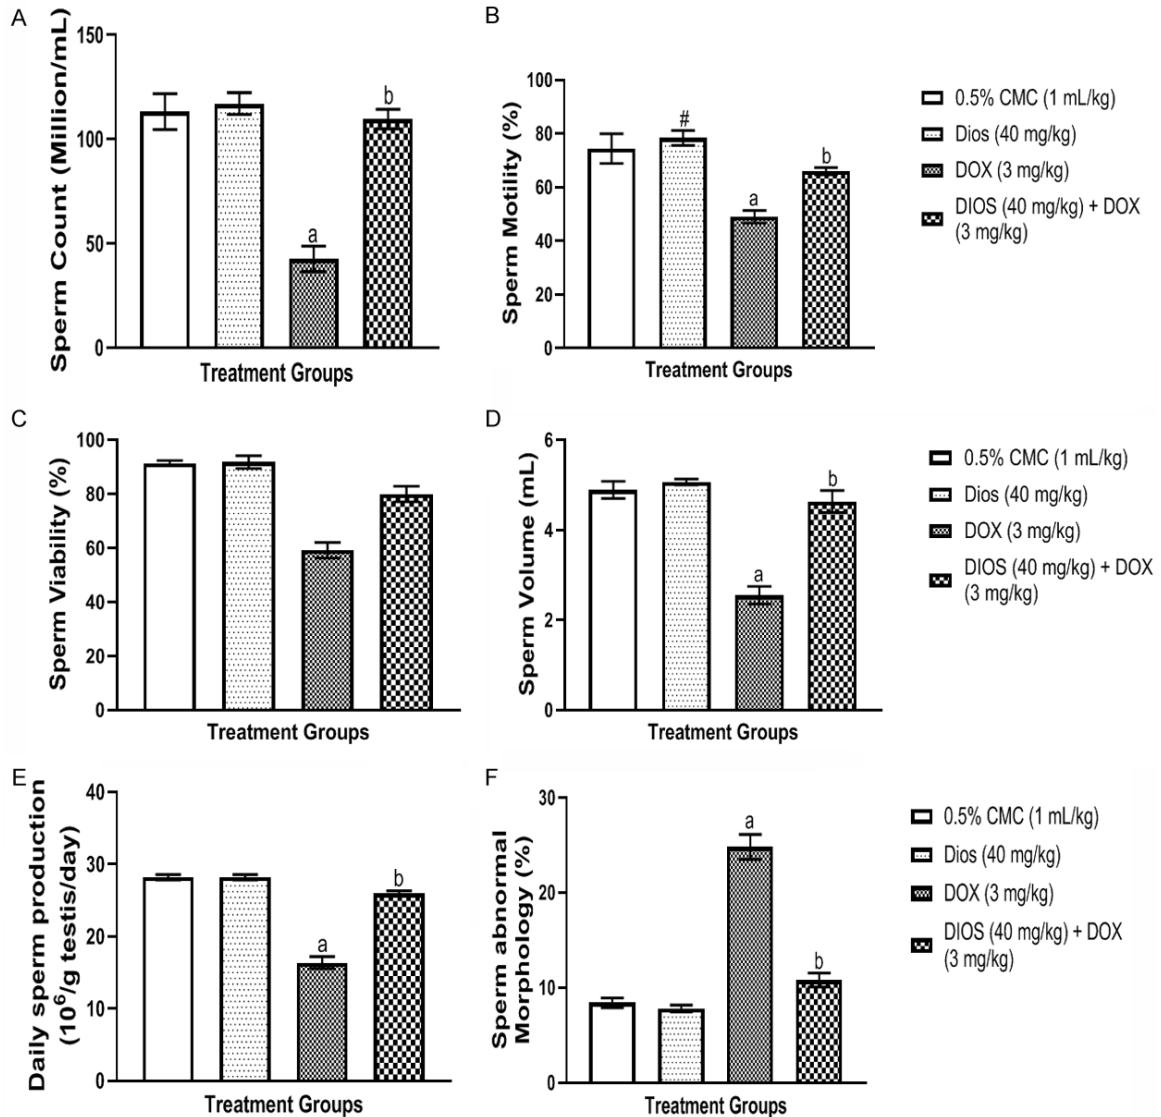 A
Sperm Count (Million/mL)
150
100
50
0
a
b
Treatment Groups
B
Sperm Motility (%)
100
80
60
40
20
0
#
a
b
Treatment Groups
0.5% CMC (1 mL/kg)
Dios (40 mg/kg)
DOX (3 mg/kg)
DIOS (40 mg/kg) + DOX
(3 mg/kg)
C
Sperm Viability (%)
100
80
60
40
20
0
Treatment Groups
D
Sperm Volume (mL)
6
4
2
0
a
b
Treatment Groups
0.5% CMC (1 mL/kg)
Dios (40 mg/kg)
DOX (3 mg/kg)
DIOS (40 mg/kg) + DOX
(3 mg/kg)
E
Daily sperm production
(10⁶/g testis/day)
40
30
20
10
0
a
b
Treatment Groups
F
Sperm abnormal
Morphology (%)
30
20
10
0
a
b
Treatment Groups
0.5% CMC (1 mL/kg)
Dios (40 mg/kg)
DOX (3 mg/kg)
DIOS (40 mg/kg) + DOX
(3 mg/kg)